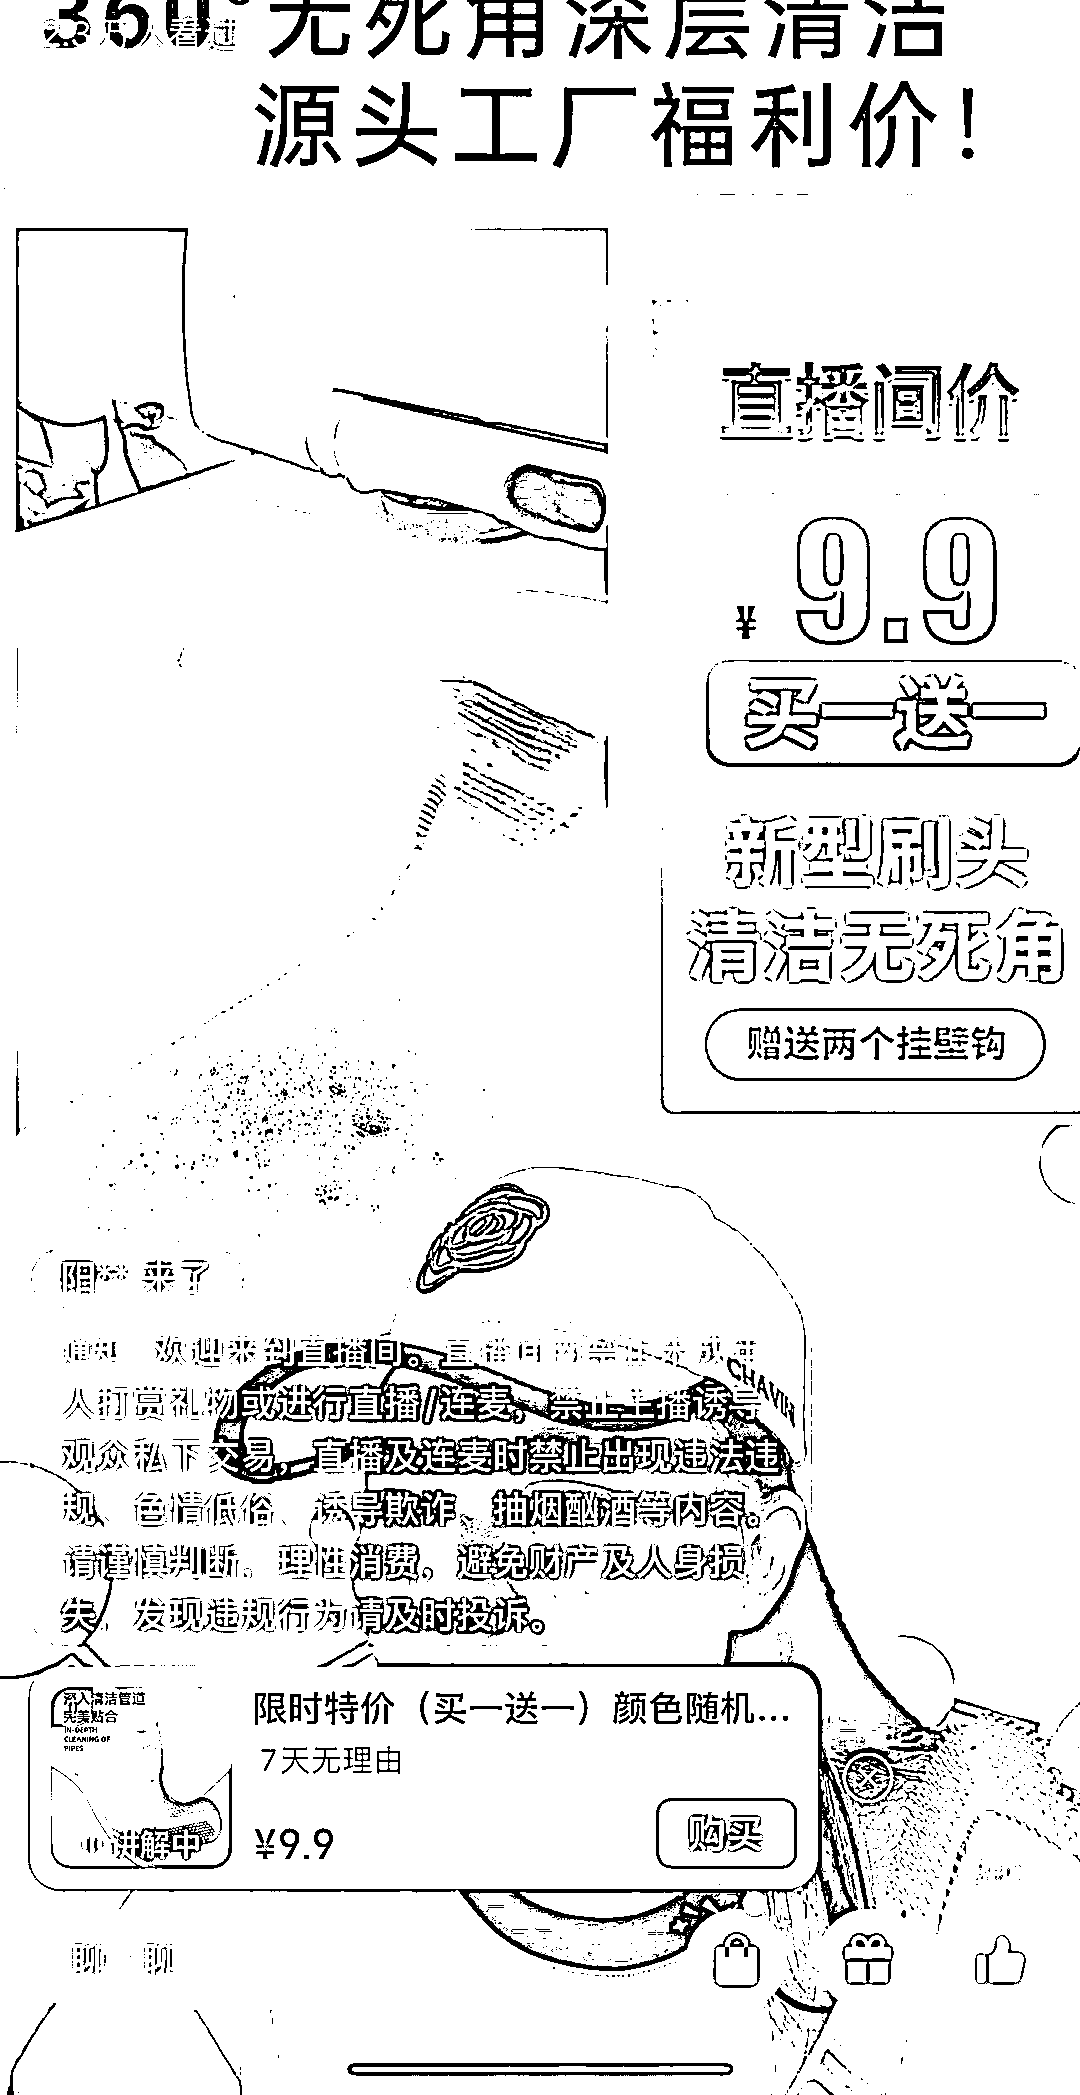 360°无死角深层清洁
源头工厂福利价!
直播间价
¥ 9.9
买一送一
新型刷头
清洁无死角
赠送两个挂壁钩
CHAVIN
阳** 来了
通知 欢迎来到直播间。直播间内禁止未成年
人打赏礼物或进行直播/连麦，禁止主播诱导
观众私下交易，直播及连麦时禁止出现违法违
规、色情低俗、诱导欺诈、抽烟酗酒等内容。
请谨慎判断，理性消费，避免财产及人身损
失，发现违规行为请及时投诉。
深入清洁管道
完美贴合
IN-DEPTH
CLEANING OF
PIPES
讲解中
限时特价（买一送一）颜色随机...
7天无理由
¥9.9
购买
聊一聊